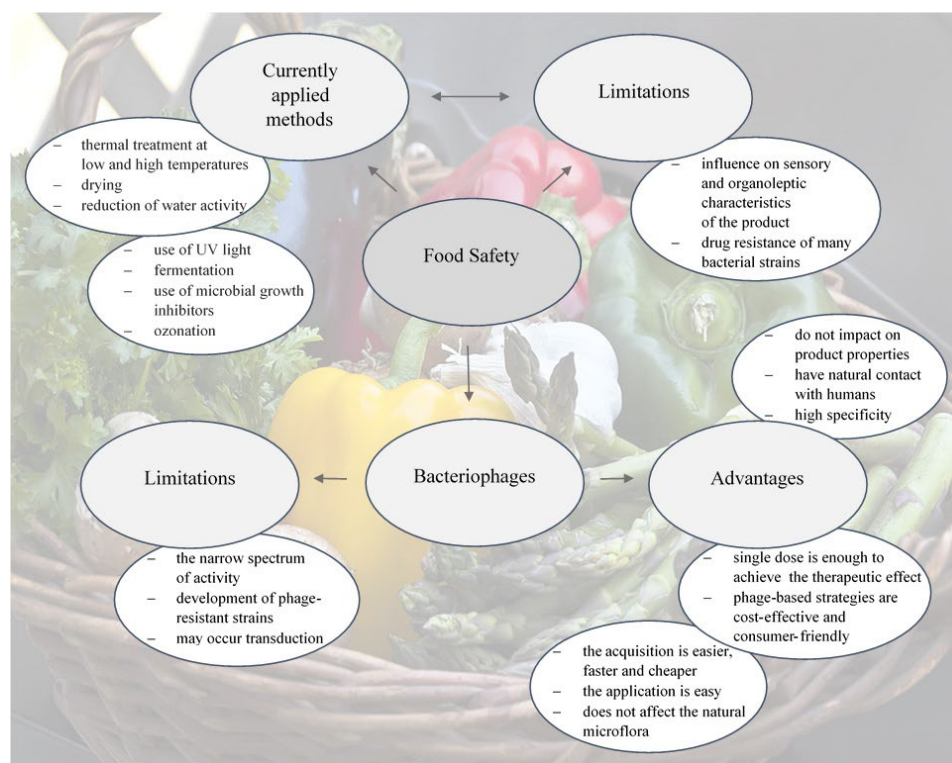 Currently
applied
methods
Limitations
– thermal treatment at
low and high temperatures
– drying
– reduction of water activity
– influence on sensory
and organoleptic
characteristics
of the product
– drug resistance of many
bacterial strains
Food Safety
– use of UV light
– fermentation
– use of microbial growth
inhibitors
– ozonation
– do not impact on
product properties
– have natural contact
with humans
– high specificity
Limitations
Bacteriophages
Advantages
– the narrow spectrum
of activity
– development of phage-
resistant strains
– may occur transduction
– single dose is enough to
achieve the therapeutic effect
– phage-based strategies are
cost-effective and
consumer-friendly
– the acquisition is easier,
faster and cheaper
– the application is easy
– does not affect the natural
microflora